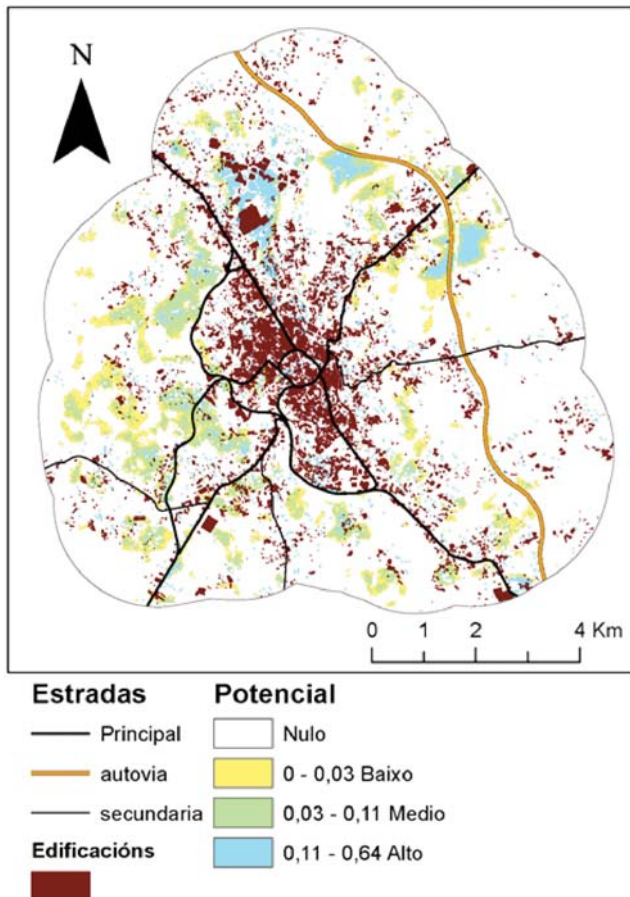 N
0 1 2 4 Km
Estradas
Principal
autovia
secundaria
Edificacións
Potencial
Nulo
0 - 0,03 Baixo
0,03 - 0,11 Medio
0,11 - 0,64 Alto